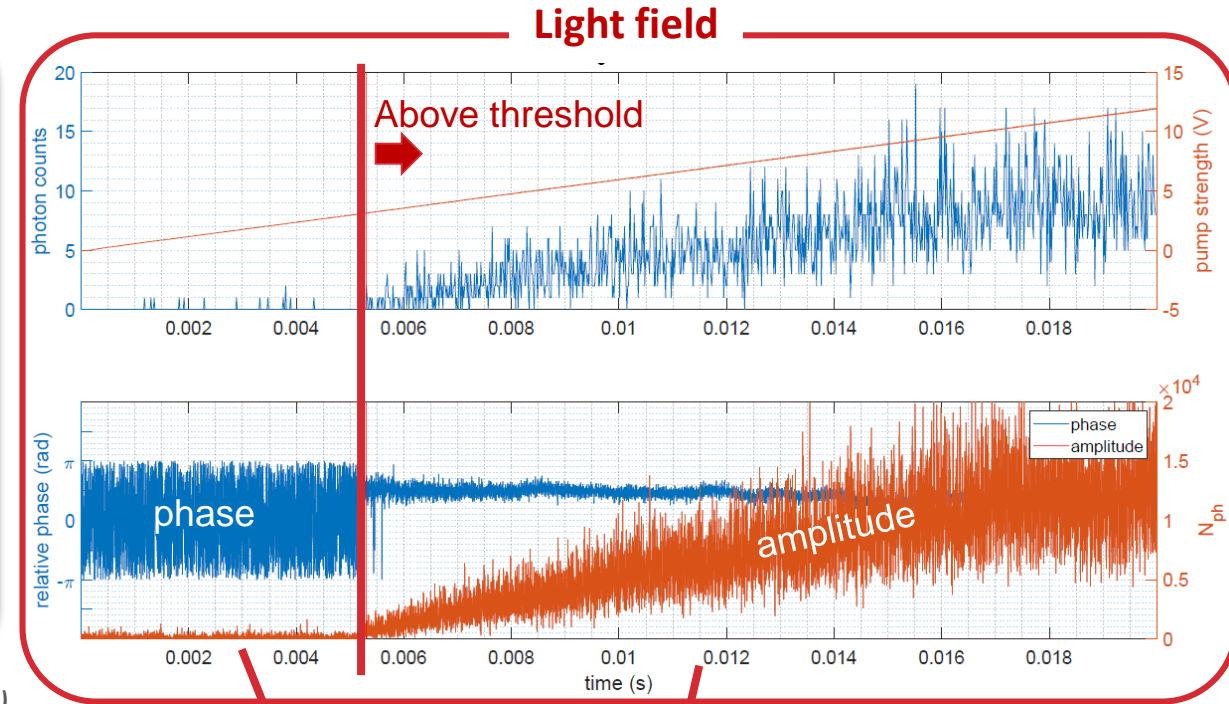 Light field
Above threshold
photon counts
20
15
10
5
0
15
10
5
0
-5
pump strength (V)
0.002 0.004 0.006 0.008 0.01 0.012 0.014 0.016 0.018
relative phase (rad)
π
0
-π
phase
amplitude
phase
amplitude
×10⁴
2
1.5
1
0.5
0
N_ph
0.002 0.004 0.006 0.008 0.01 0.012 0.014 0.016 0.018
time (s)
)